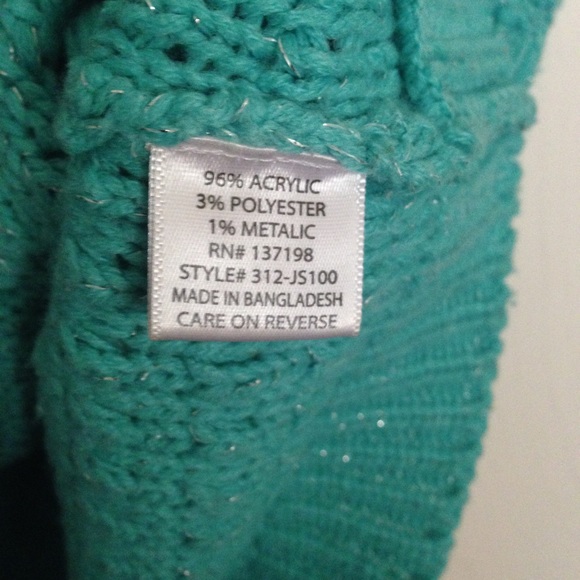 96% ACRYLIC
3% POLYESTER
1% METALIC
RN# 137198
STYLE# 312-JS100
MADE IN BANGLADESH
CARE ON REVERSE